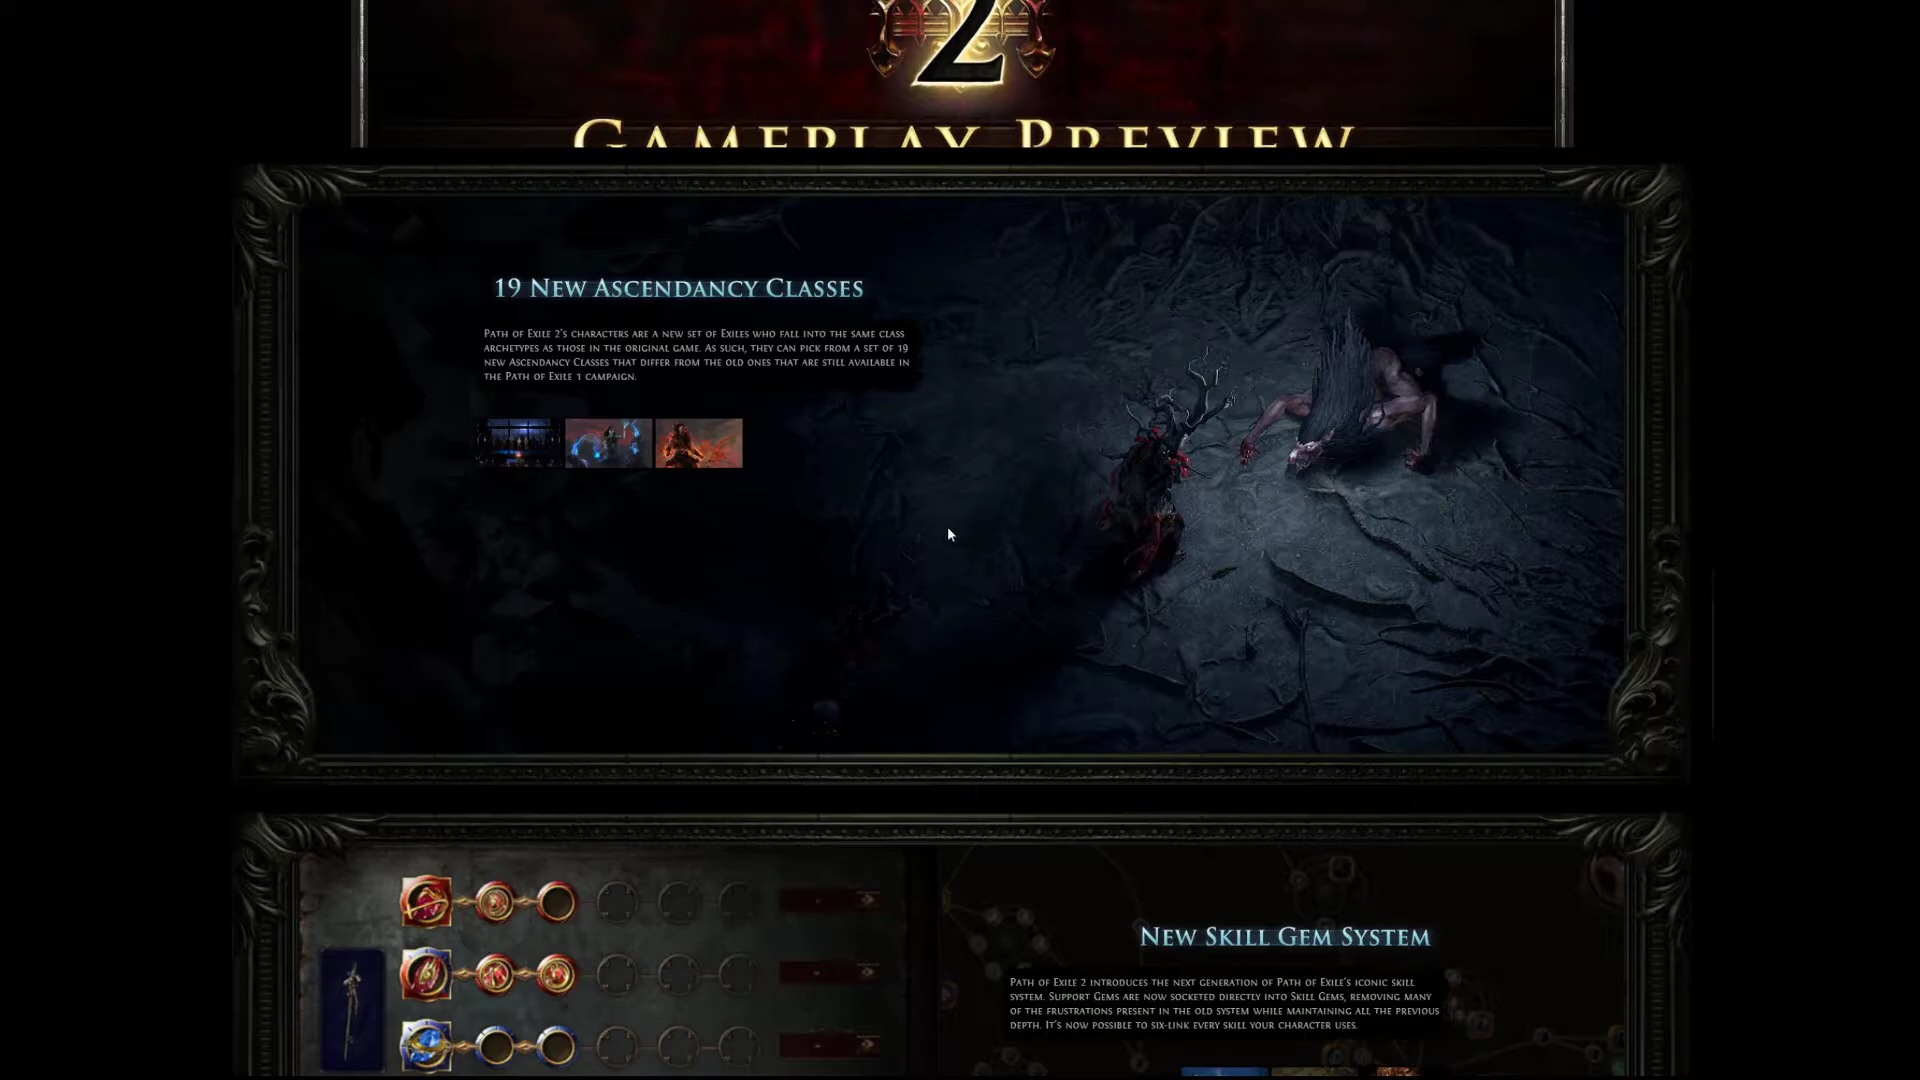 2
Gameplay Preview
19 New Ascendancy Classes
Path of Exile 2's characters are a new set of Exiles who fall into the same class
archetypes as those in the original game. As such, they can pick from a set of 19
new Ascendancy Classes that differ from the old ones that are still available in
the Path of Exile 1 campaign.
New Skill Gem System
Path of Exile 2 introduces the next generation of Path of Exile's iconic skill
system. Support Gems are now socketed directly into Skill Gems, removing many
of the frustrations present in the old system while maintaining all the previous
depth. It's now possible to six-link every skill your character uses.